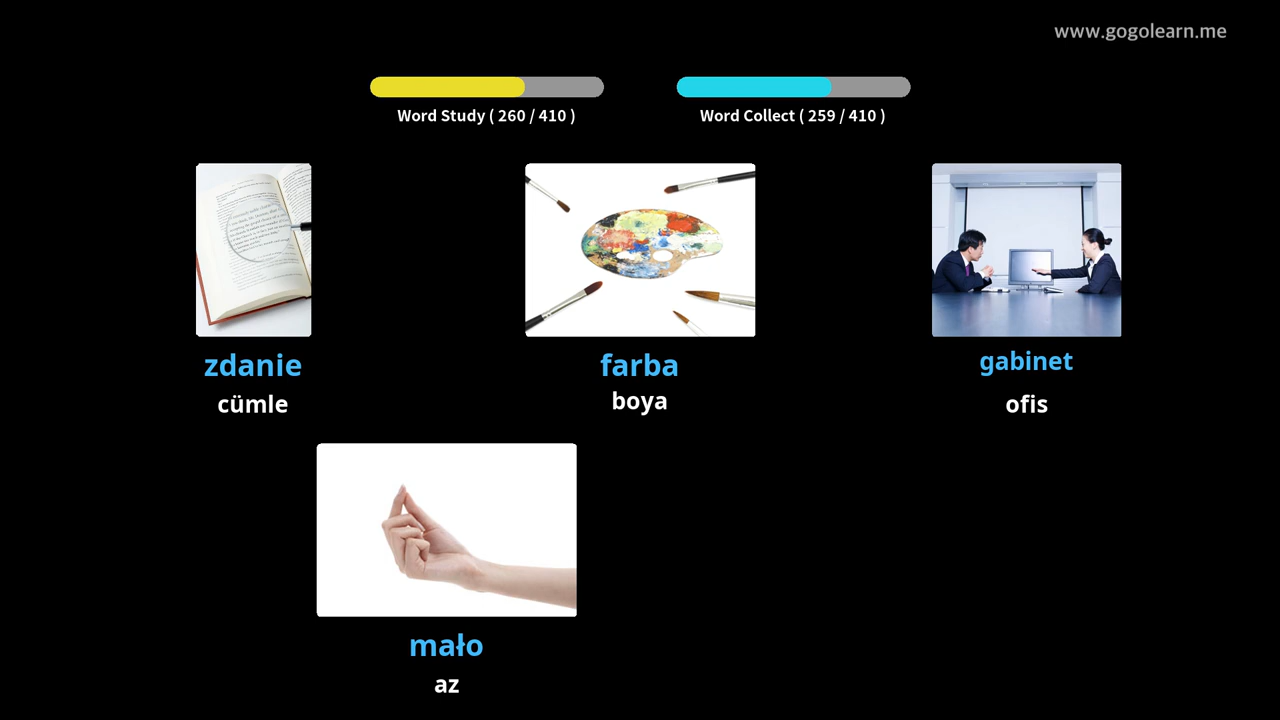 www.gogolearn.me
Word Study ( 260 / 410 )
Word Collect ( 259 / 410 )
zdanie
cümle
farba
boya
gabinet
ofis
mało
az